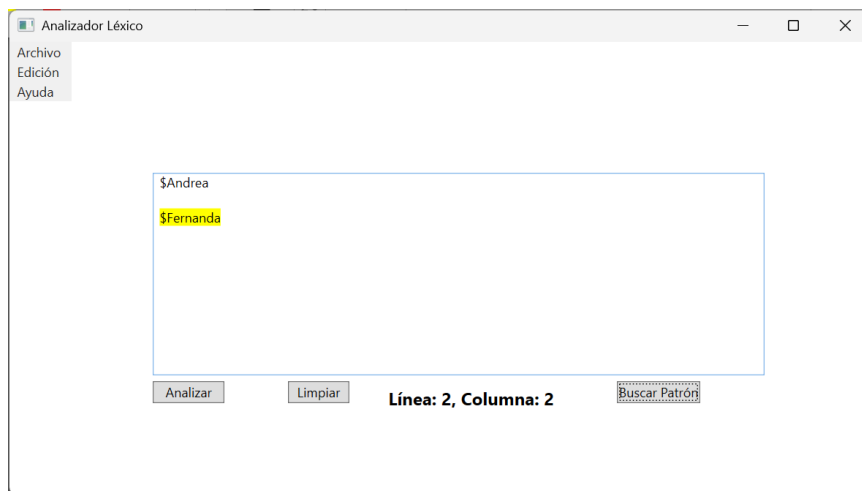 Analizador Léxico
Archivo
Edición
Ayuda
$Andrea
$Fernanda
Analizar Limpiar Línea: 2, Columna: 2 Buscar Patrón